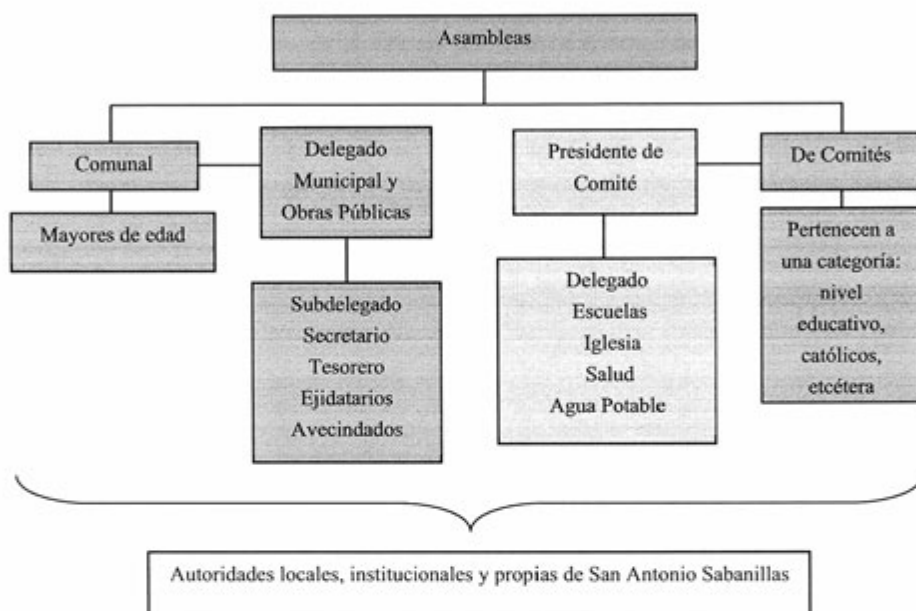 Asambleas
Comunal
Delegado
Municipal y
Obras Públicas
Presidente de
Comité
De Comités
Mayores de edad
Pertenecen a
una categoría:
nivel
educativo,
católicos,
etcétera
Subdelegado
Secretario
Tesorero
Ejidatarios
Avecindados
Delegado
Escuelas
Iglesia
Salud
Agua Potable
Autoridades locales, institucionales y propias de San Antonio Sabanillas